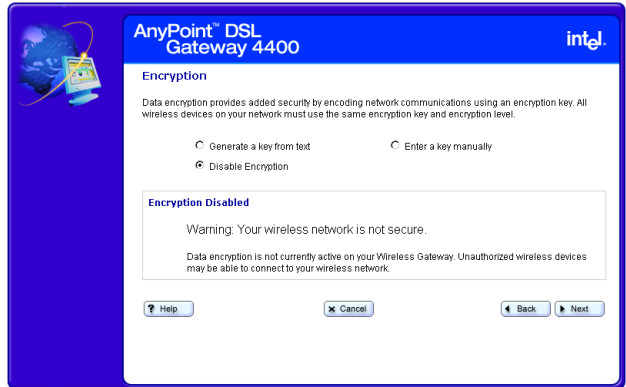 AnyPoint™ DSL
Gateway 4400
intel.
Encryption
Data encryption provides added security by encoding network communications using an encryption key. All
wireless devices on your network must use the same encryption key and encryption level.
Generate a key from text
Enter a key manually
Disable Encryption
Encryption Disabled
Warning: Your wireless network is not secure.
Data encryption is not currently active on your Wireless Gateway. Unauthorized wireless devices
may be able to connect to your wireless network.
? Help
Cancel
Back
Next